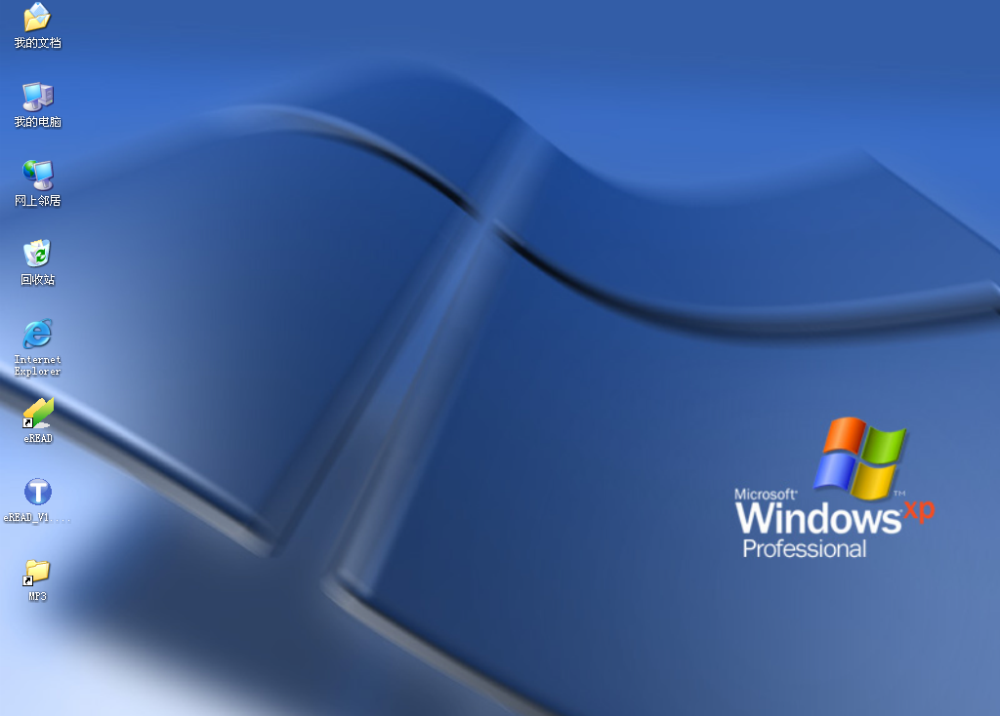 我的文档
我的电脑
网上邻居
回收站
Internet
Explorer
eREAD
eREAD_V1....
MP3
Microsoft®
Windows xp™
Professional